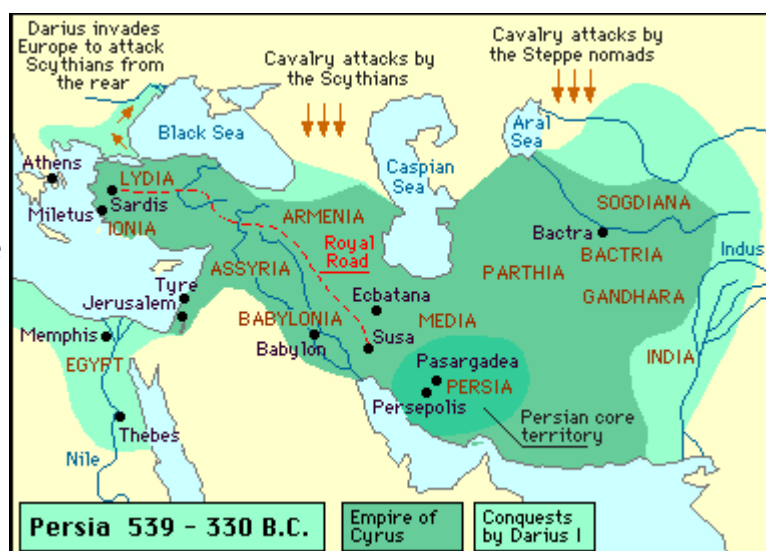 Darius invades
Europe to attack
Scythians from
the rear
Cavalry attacks by
the Scythians
Cavalry attacks by
the Steppe nomads
Black Sea
Aral
Sea
Caspian
Sea
Athens
LYDIA
Sardis
Miletus
IONIA
ARMENIA
SOGDIANA
Bactra
BACTRIA
Royal
Road
ASSYRIA
PARTHIA
Indus
GANDHARA
Tyre
Jerusalem
Ecbatana
MEDIA
Memphis
BABYLONIA
Babylon
Susa
EGYPT
INDIA
Pasargadea
PERSIA
Persepolis
Persian core
territory
Thebes
Nile
Persia 539 - 330 B.C.
Empire of
Cyrus
Conquests
by Darius I